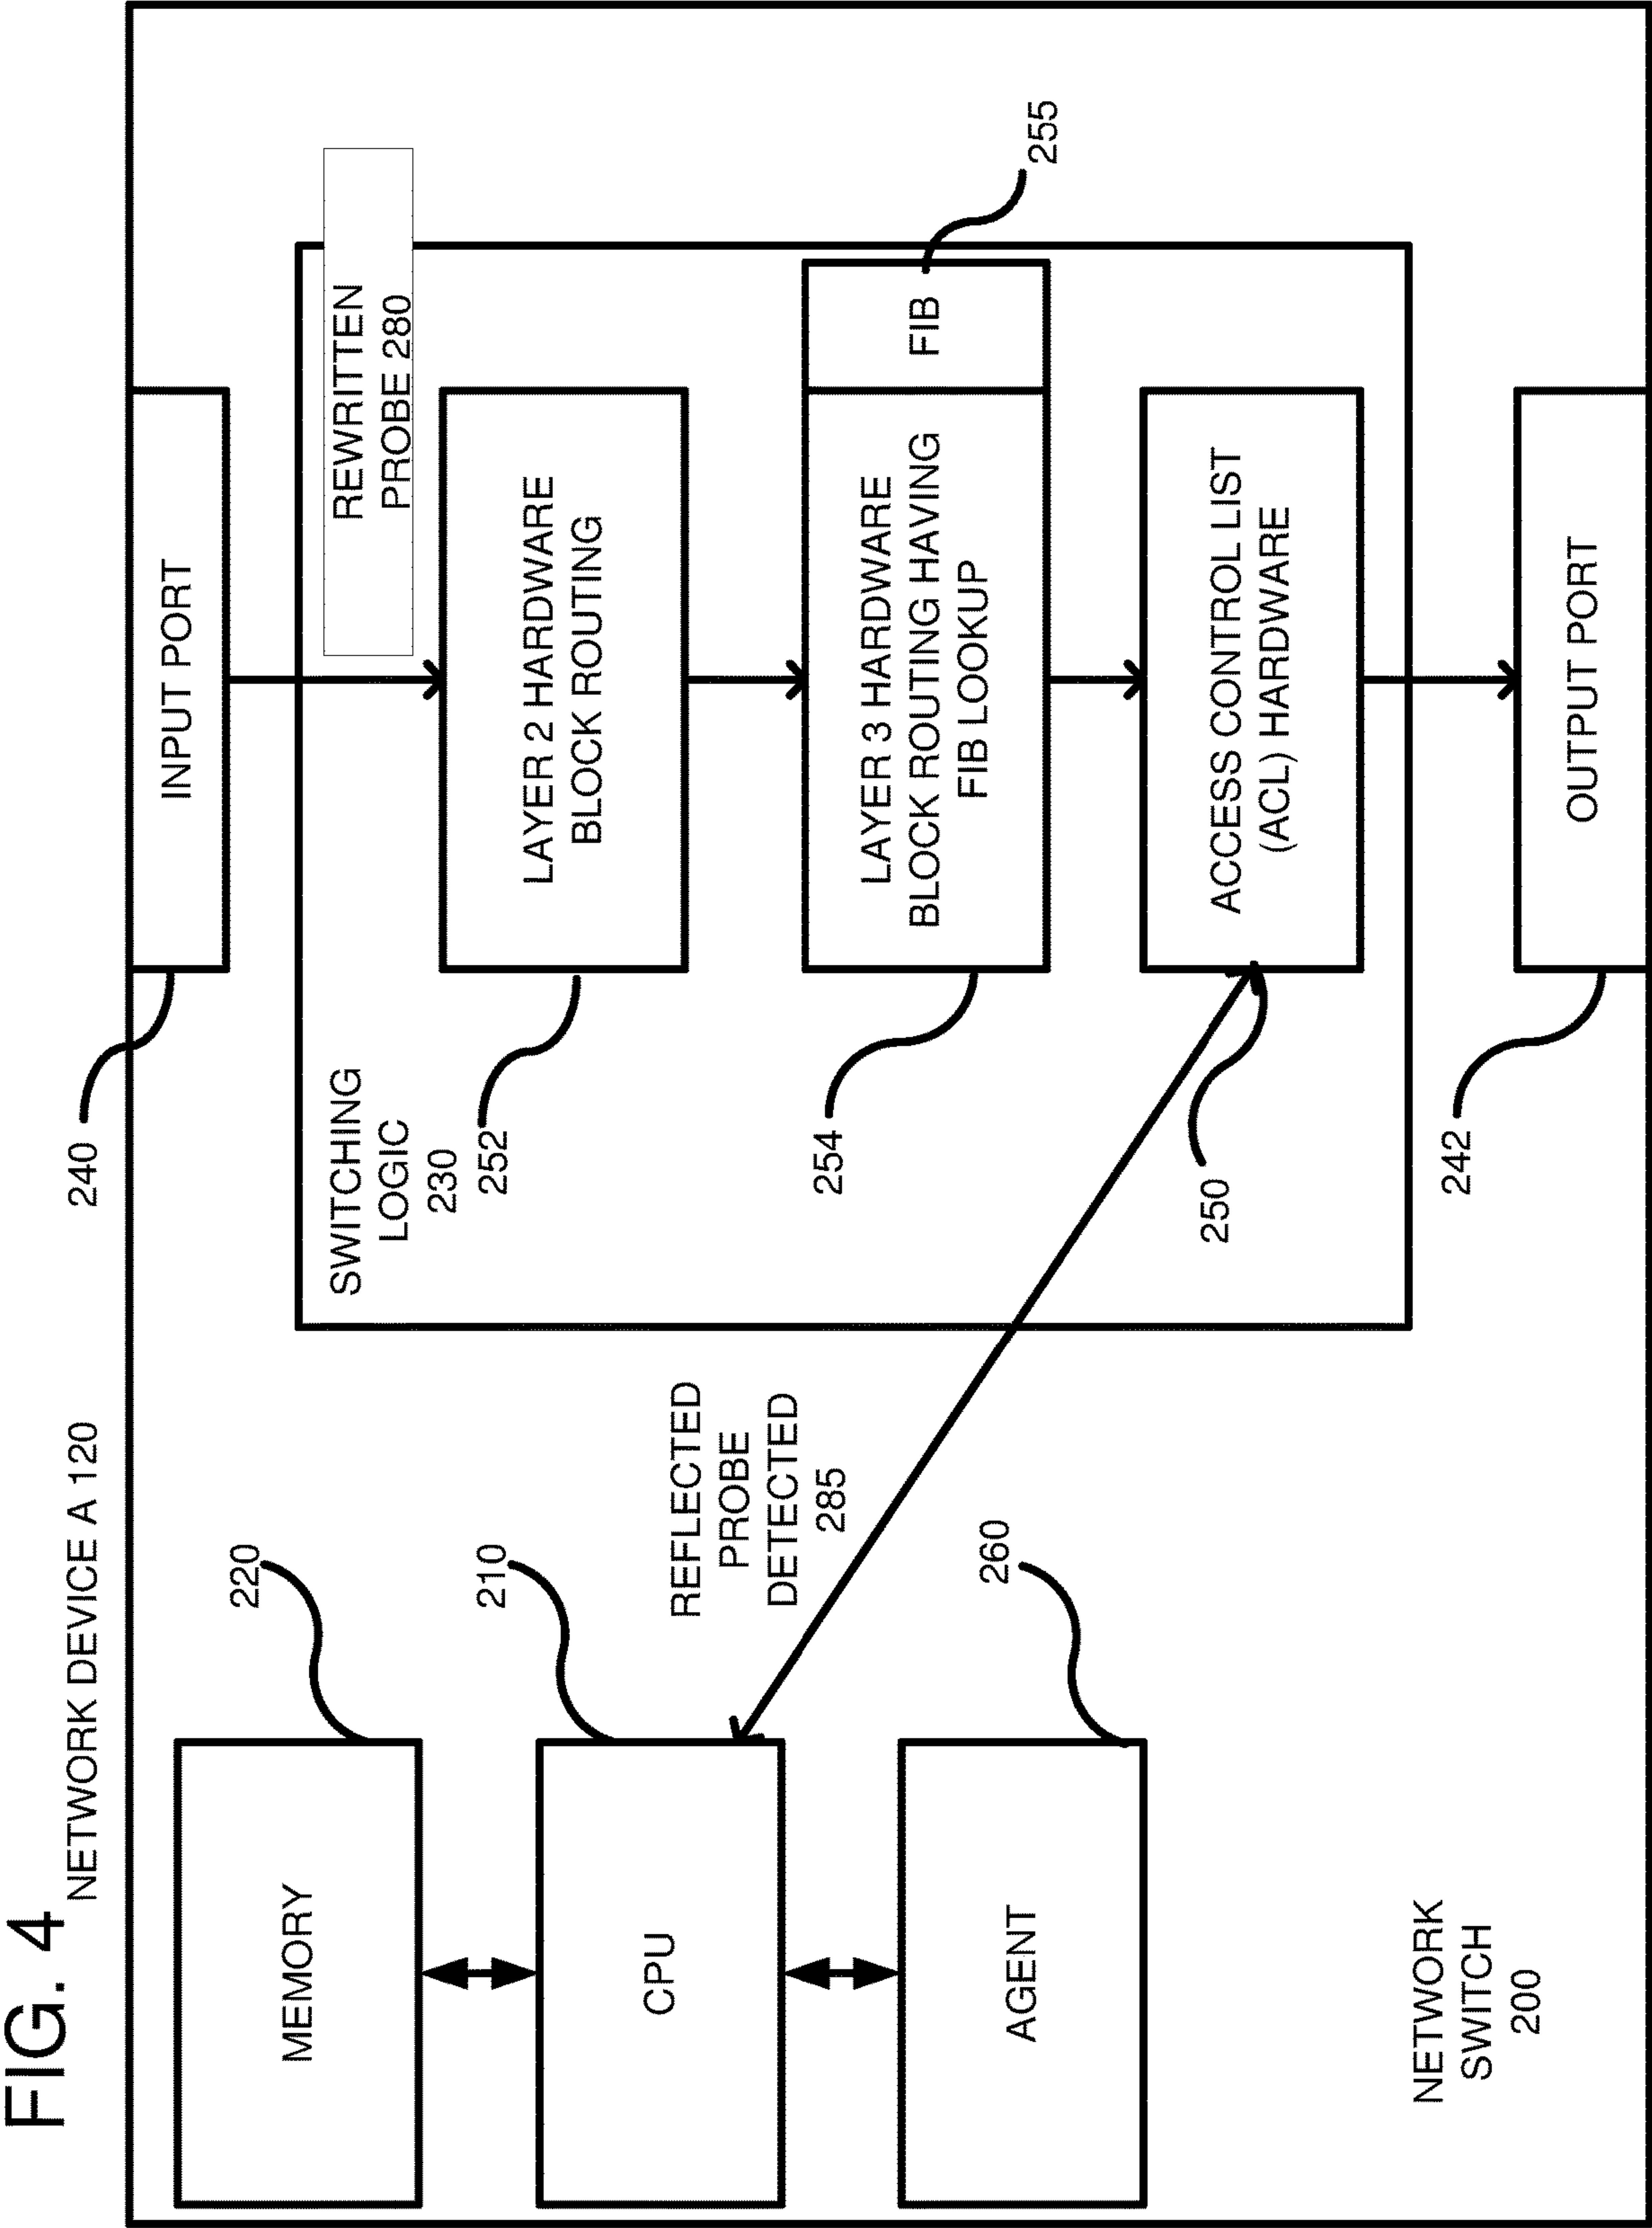 FIG. 4
NETWORK DEVICE A 120
MEMORY
220
CPU
210
AGENT
260
NETWORK
SWITCH
200
REFLECTED
PROBE
DETECTED
285
240
INPUT PORT
SWITCHING
LOGIC
230
REWRITTEN
PROBE 280
252
LAYER 2 HARDWARE
BLOCK ROUTING
254
LAYER 3 HARDWARE
BLOCK ROUTING HAVING
FIB LOOKUP
FIB
255
250
ACCESS CONTROL LIST
(ACL) HARDWARE
242
OUTPUT PORT